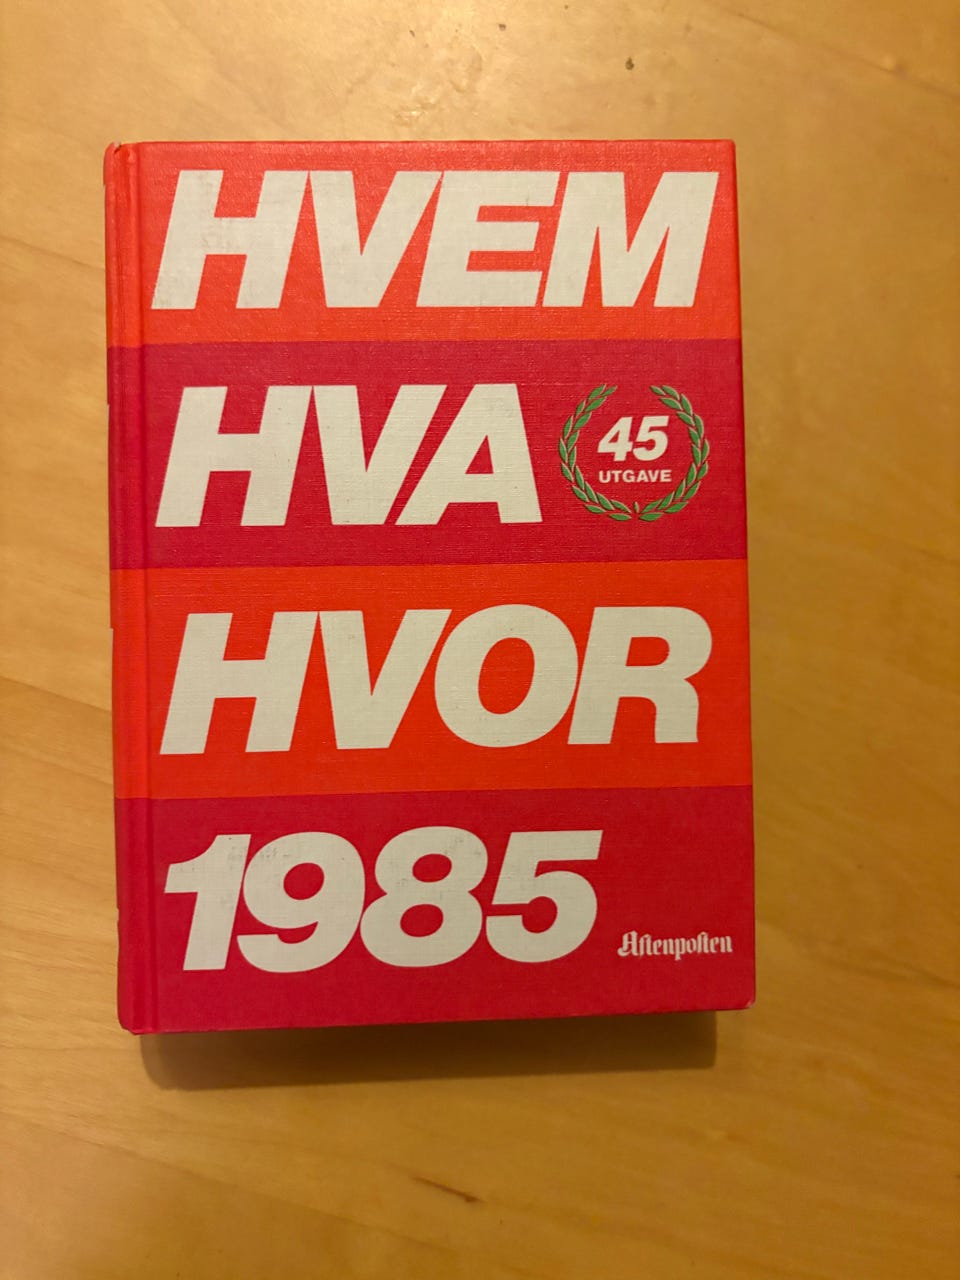 HVEM
HVA
45
UTGAVE
HVOR
1985
Aftenposten